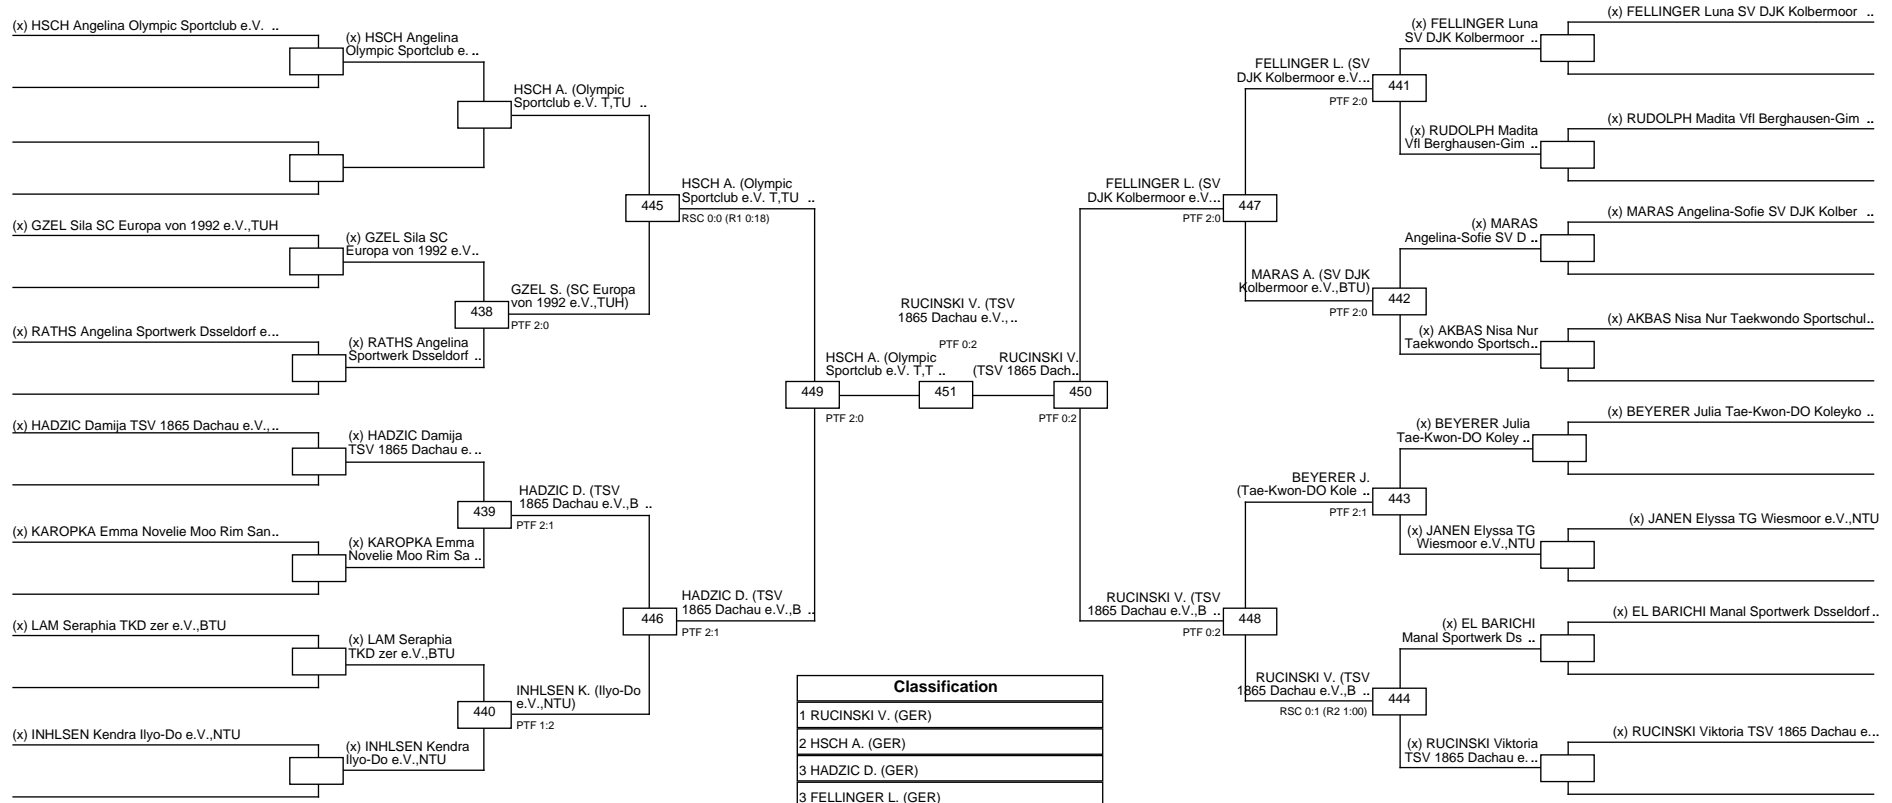 (x) HSCH Angelina Olympic Sportclub e.V. ..
(x) HSCH Angelina
Olympic Sportclub e. ..
HSCH A. (Olympic
Sportclub e.V. T,TU ..
(x) GZEL Sila SC Europa von 1992 e.V.,TUH
(x) GZEL Sila SC
Europa von 1992 e.V...
438
GZEL S. (SC Europa
von 1992 e.V.,TUH)
PTF 2:0
(x) RATHS Angelina Sportwerk Dsseldorf e...
(x) RATHS Angelina
Sportwerk Dsseldorf ..
445
HSCH A. (Olympic
Sportclub e.V. T,TU ..
RSC 0:0 (R1 0:18)
(x) HADZIC Damija TSV 1865 Dachau e.V.,..
(x) HADZIC Damija
TSV 1865 Dachau e. ..
439
HADZIC D. (TSV
1865 Dachau e.V.,B ..
PTF 2:1
(x) KAROPKA Emma Novelie Moo Rim San...
(x) KAROPKA Emma
Novelie Moo Rim Sa ..
446
HADZIC D. (TSV
1865 Dachau e.V.,B ..
PTF 2:1
(x) LAM Seraphia TKD zer e.V.,BTU
(x) LAM Seraphia
TKD zer e.V.,BTU
440
INHLSEN K. (Ilyo-Do
e.V.,NTU)
PTF 1:2
(x) INHLSEN Kendra Ilyo-Do e.V.,NTU
(x) INHLSEN Kendra
Ilyo-Do e.V.,NTU
449
HSCH A. (Olympic
Sportclub e.V. T,T ..
PTF 2:0
RUCINSKI V. (TSV
1865 Dachau e.V.,..
PTF 0:2
451
RUCINSKI V.
(TSV 1865 Dach...
450
PTF 0:2
FELLINGER L. (SV
DJK Kolbermoor e.V...
447
PTF 2:0
FELLINGER L. (SV
DJK Kolbermoor e.V...
441
PTF 2:0
(x) FELLINGER Luna
SV DJK Kolbermoor ..
(x) FELLINGER Luna SV DJK Kolbermoor ..
(x) RUDOLPH Madita
Vfl Berghausen-Gim ..
(x) RUDOLPH Madita Vfl Berghausen-Gim ..
MARAS A. (SV DJK
Kolbermoor e.V.,BTU)
442
PTF 2:0
(x) MARAS
Angelina-Sofie SV D ..
(x) MARAS Angelina-Sofie SV DJK Kolber ..
(x) AKBAS Nisa Nur
Taekwondo Sportsch...
(x) AKBAS Nisa Nur Taekwondo Sportschul...
RUCINSKI V. (TSV
1865 Dachau e.V.,B ..
448
PTF 0:2
BEYERER J.
(Tae-Kwon-DO Kole ..
443
PTF 2:1
(x) BEYERER Julia
Tae-Kwon-DO Koley ..
(x) BEYERER Julia Tae-Kwon-DO Koleyko ..
(x) JANEN Elyssa TG
Wiesmoor e.V.,NTU
(x) JANEN Elyssa TG Wiesmoor e.V.,NTU
RUCINSKI V. (TSV
1865 Dachau e.V.,B ..
444
RSC 0:1 (R2 1:00)
(x) EL BARICHI
Manal Sportwerk Ds ..
(x) EL BARICHI Manal Sportwerk Dsseldorf ..
(x) RUCINSKI Viktoria
TSV 1865 Dachau e. ..
(x) RUCINSKI Viktoria TSV 1865 Dachau e...
Classification
1 RUCINSKI V. (GER)
2 HSCH A. (GER)
3 HADZIC D. (GER)
3 FELLINGER L. (GER)